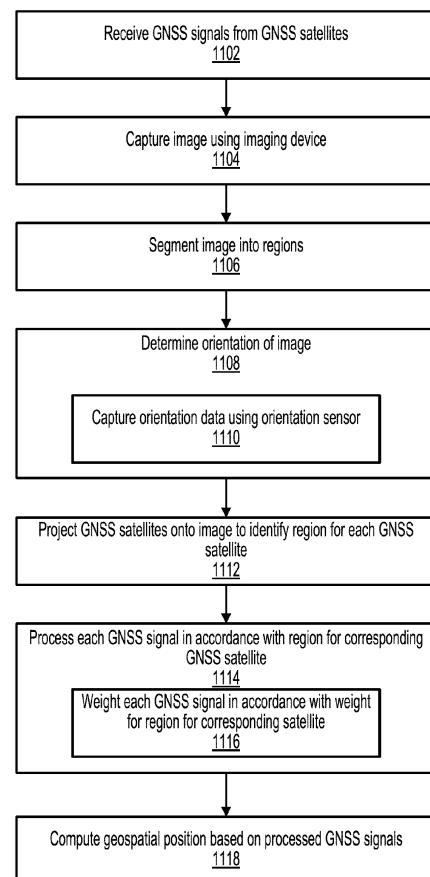 Receive GNSS signals from GNSS satellites
1102
Capture image using imaging device
1104
Segment image into regions
1106
Determine orientation of image
1108
Capture orientation data using orientation sensor
1110
Project GNSS satellites onto image to identify region for each GNSS
satellite
1112
Process each GNSS signal in accordance with region for corresponding
GNSS satellite
1114
Weight each GNSS signal in accordance with weight
for region for corresponding satellite
1116
Compute geospatial position based on processed GNSS signals
1118